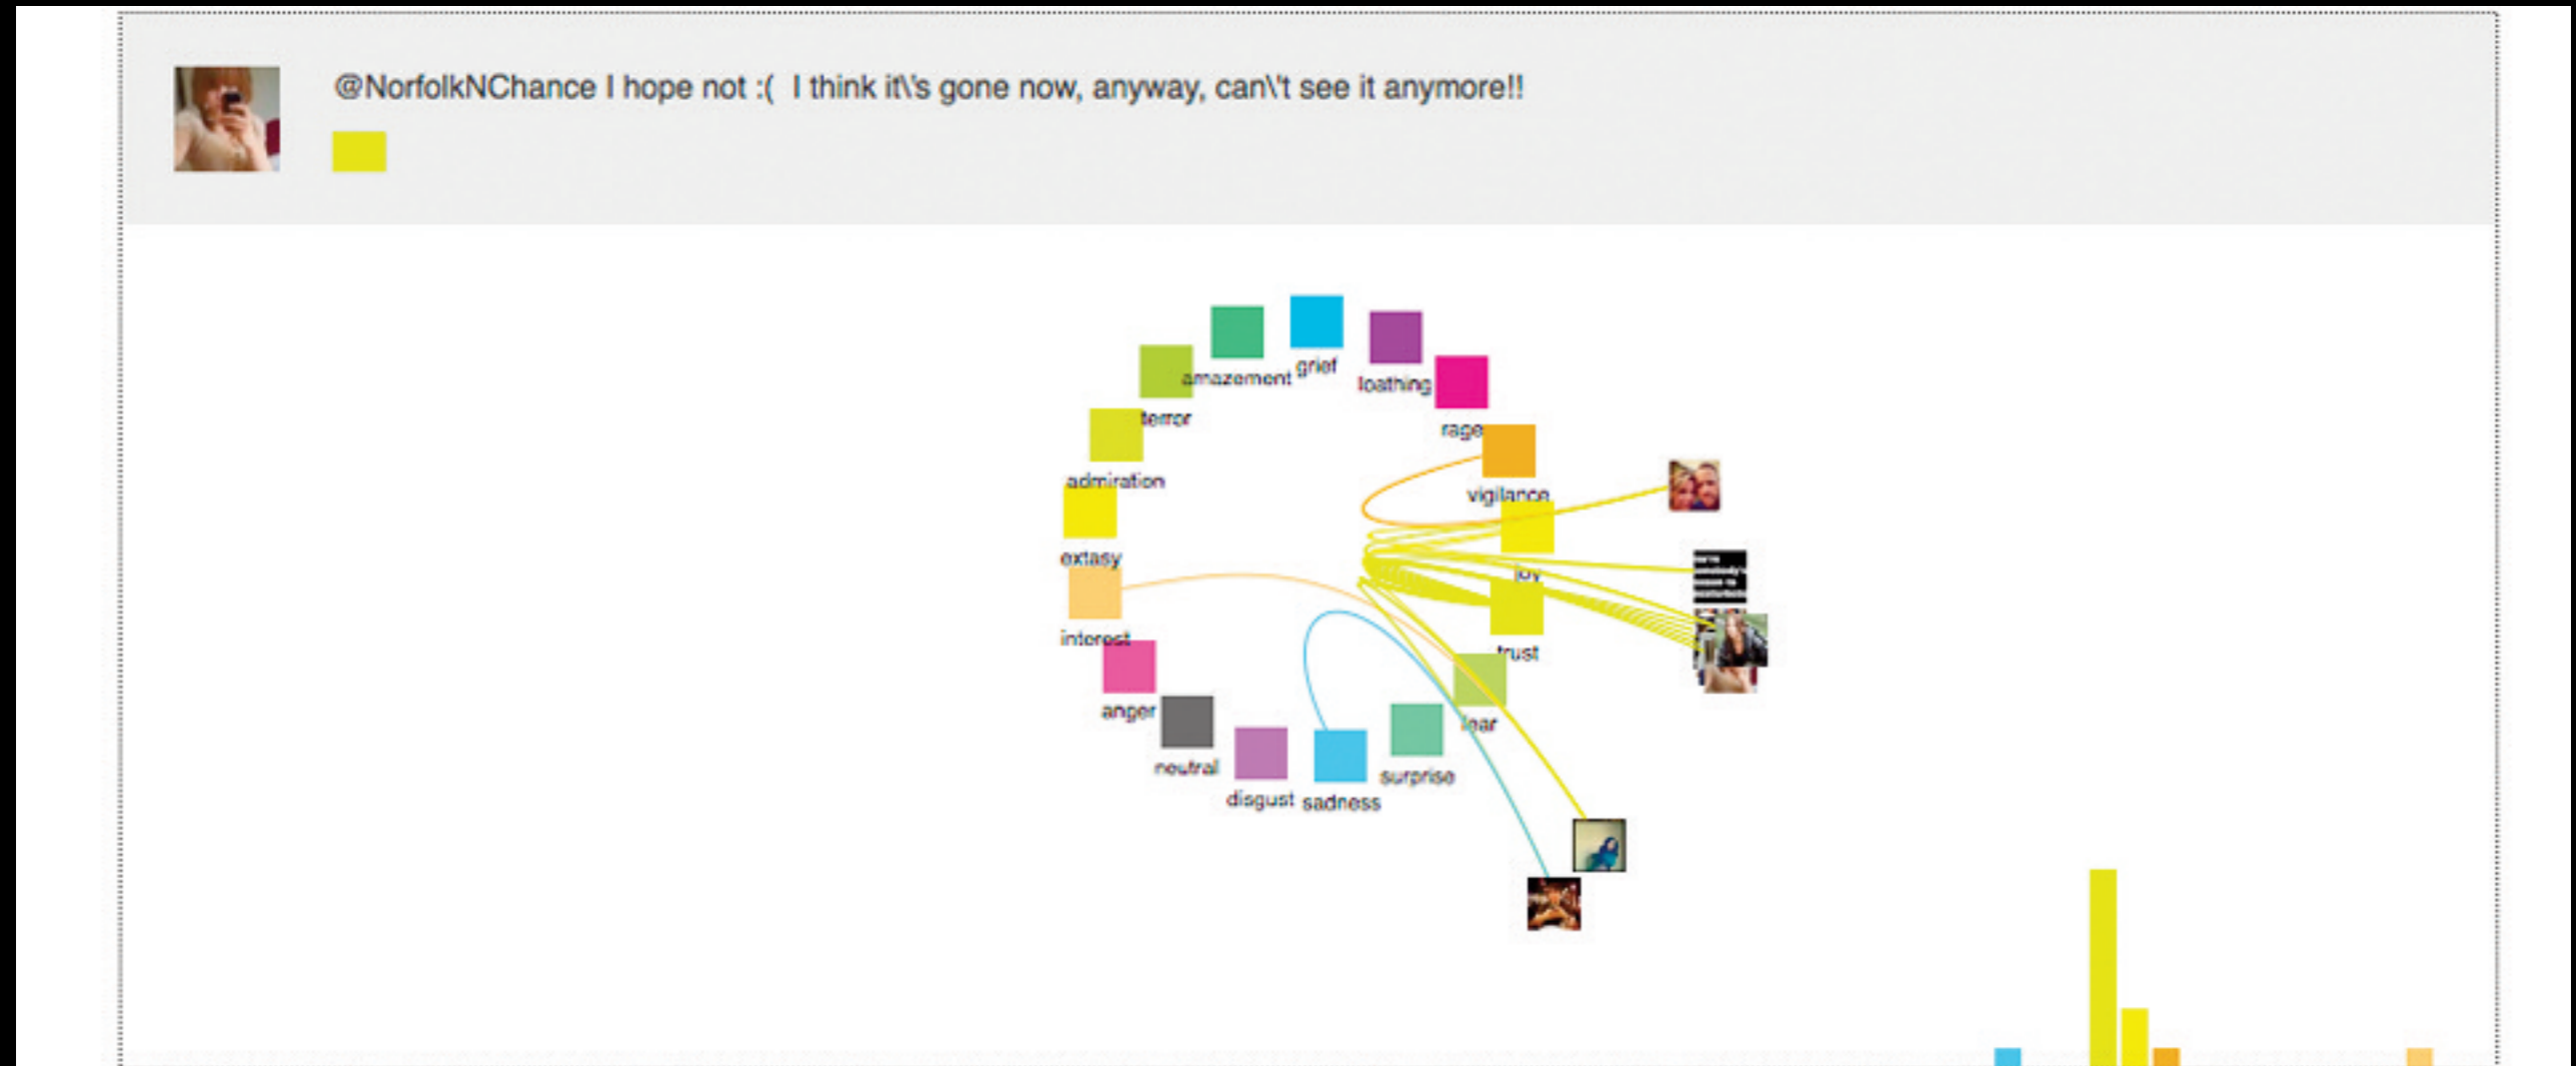 @NorfolkNChance I hope not :(  I think it\'s gone now, anyway, can\'t see it anymore!!
grief
amazement
loathing
terror
rage
admiration
vigilance
extasy
joy
interest
trust
anger
fear
neutral
surprise
disgust
sadness